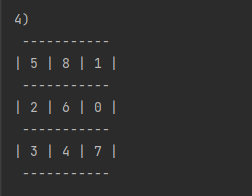 4)
 -----------
| 5 | 8 | 1 |
 -----------
| 2 | 6 | 0 |
 -----------
| 3 | 4 | 7 |
 -----------